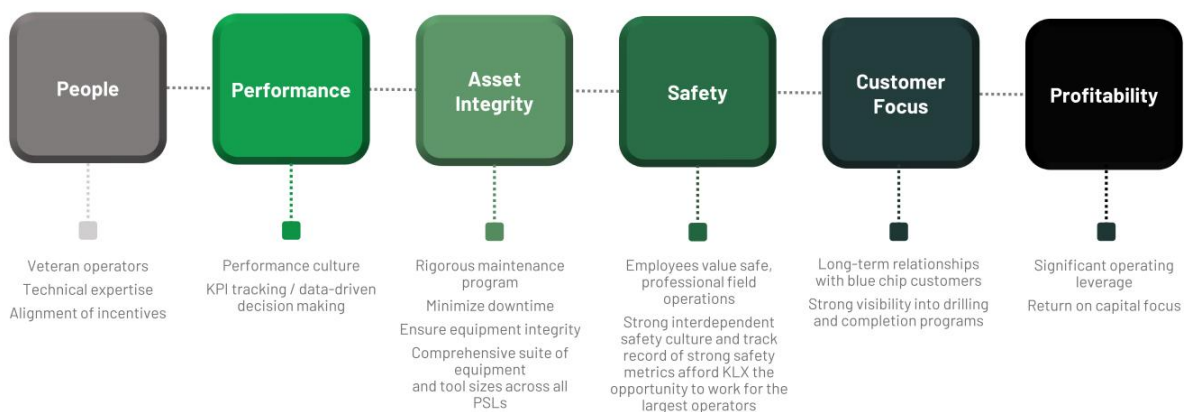 People
Performance
Asset
Integrity
Safety
Customer
Focus
Profitability
Veteran operators
Technical expertise
Alignment of incentives
Performance culture
KPI tracking / data-driven
decision making
Rigorous maintenance
program
Minimize downtime
Ensure equipment integrity
Comprehensive suite of
equipment
and tool sizes across all
PSLs
Employees value safe,
professional field
operations
Strong interdependent
safety culture and track
record of strong safety
metrics afford KLX the
opportunity to work for the
largest operators
Long-term relationships
with blue chip customers
Strong visibility into drilling
and completion programs
Significant operating
leverage
Return on capital focus